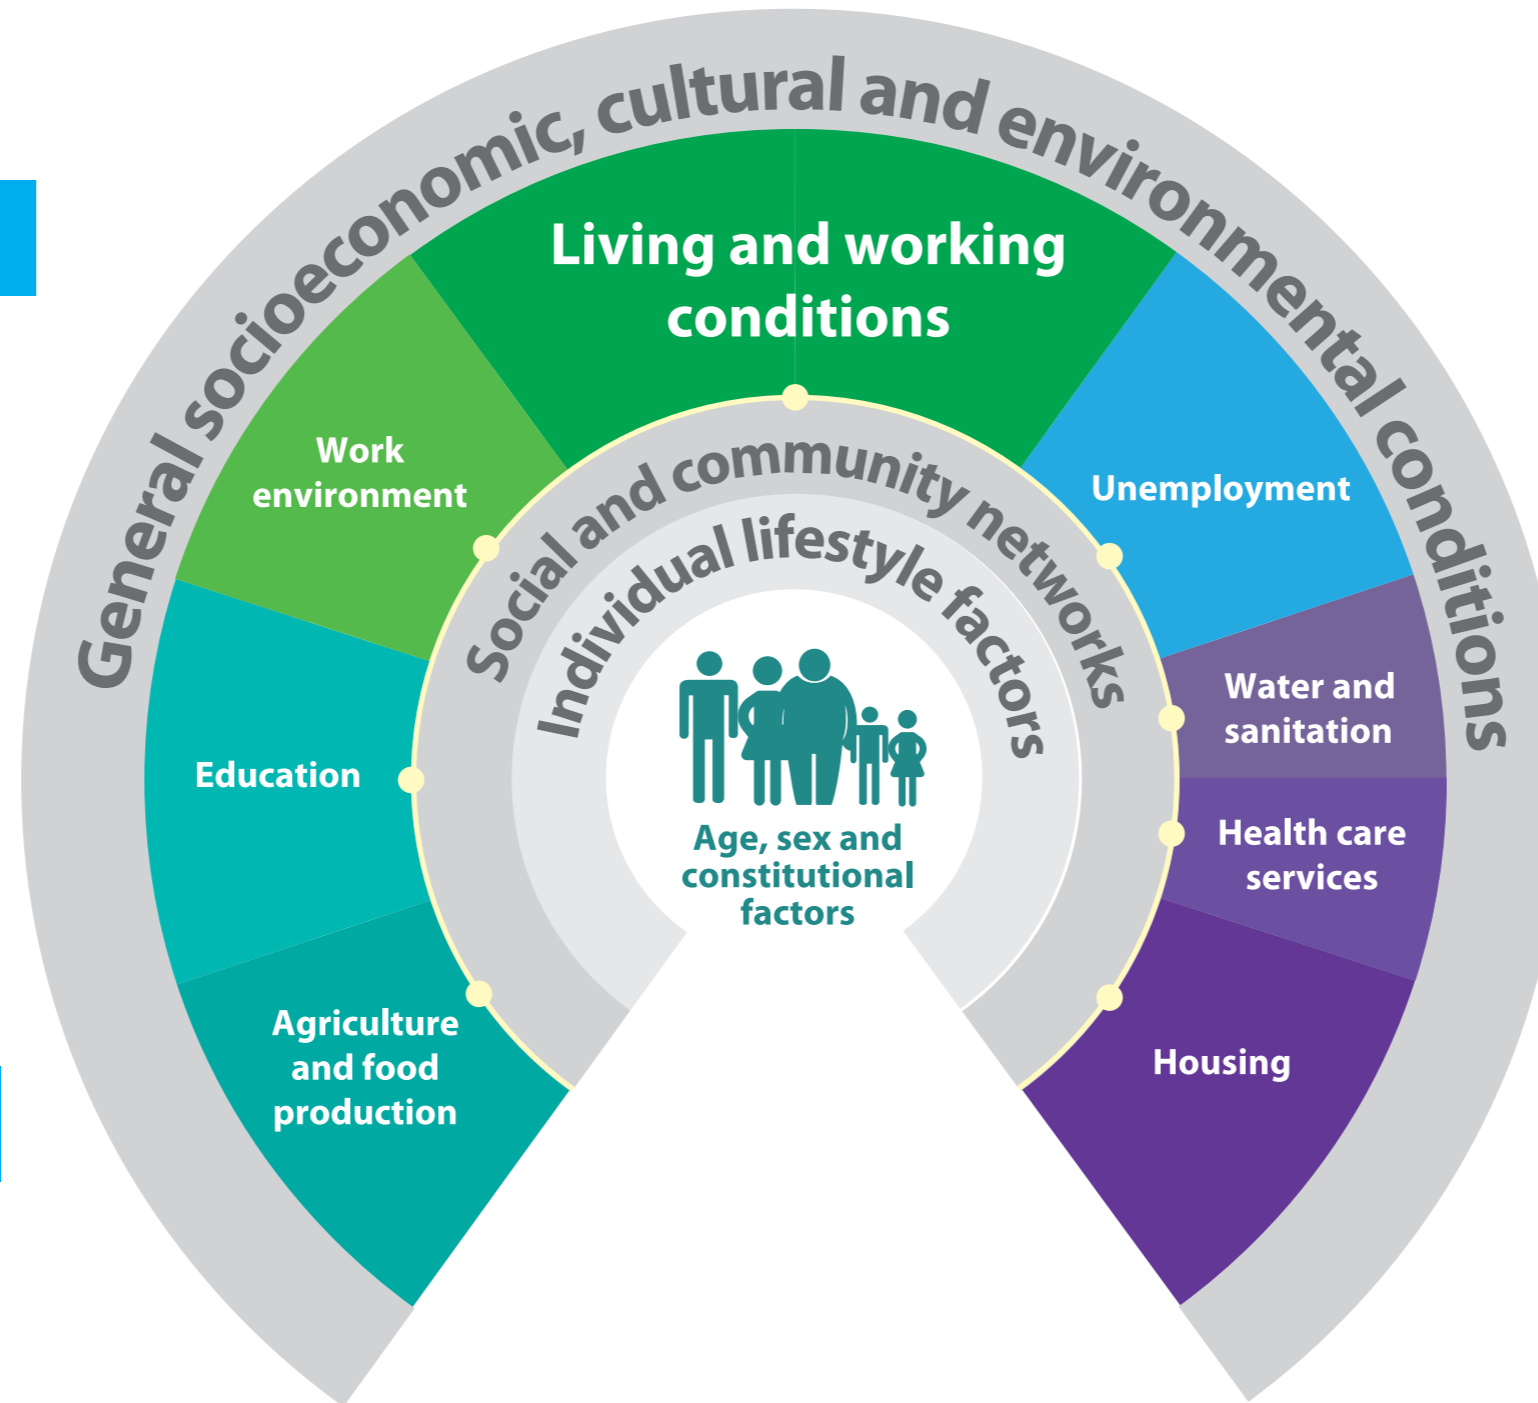 General socioeconomic, cultural and environmental conditions
Living and working
conditions
Work
environment
Unemployment
Social and community networks
Individual lifestyle factors
Water and
sanitation
Education
Health care
services
Age, sex and
constitutional
factors
Agriculture
and food
production
Housing